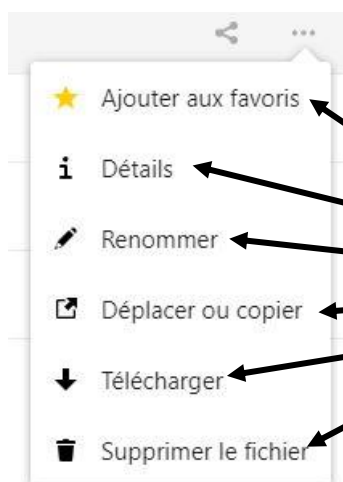 Ajouter aux favoris
Détails
Renommer
Déplacer ou copier
Télécharger
Supprimer le fichier